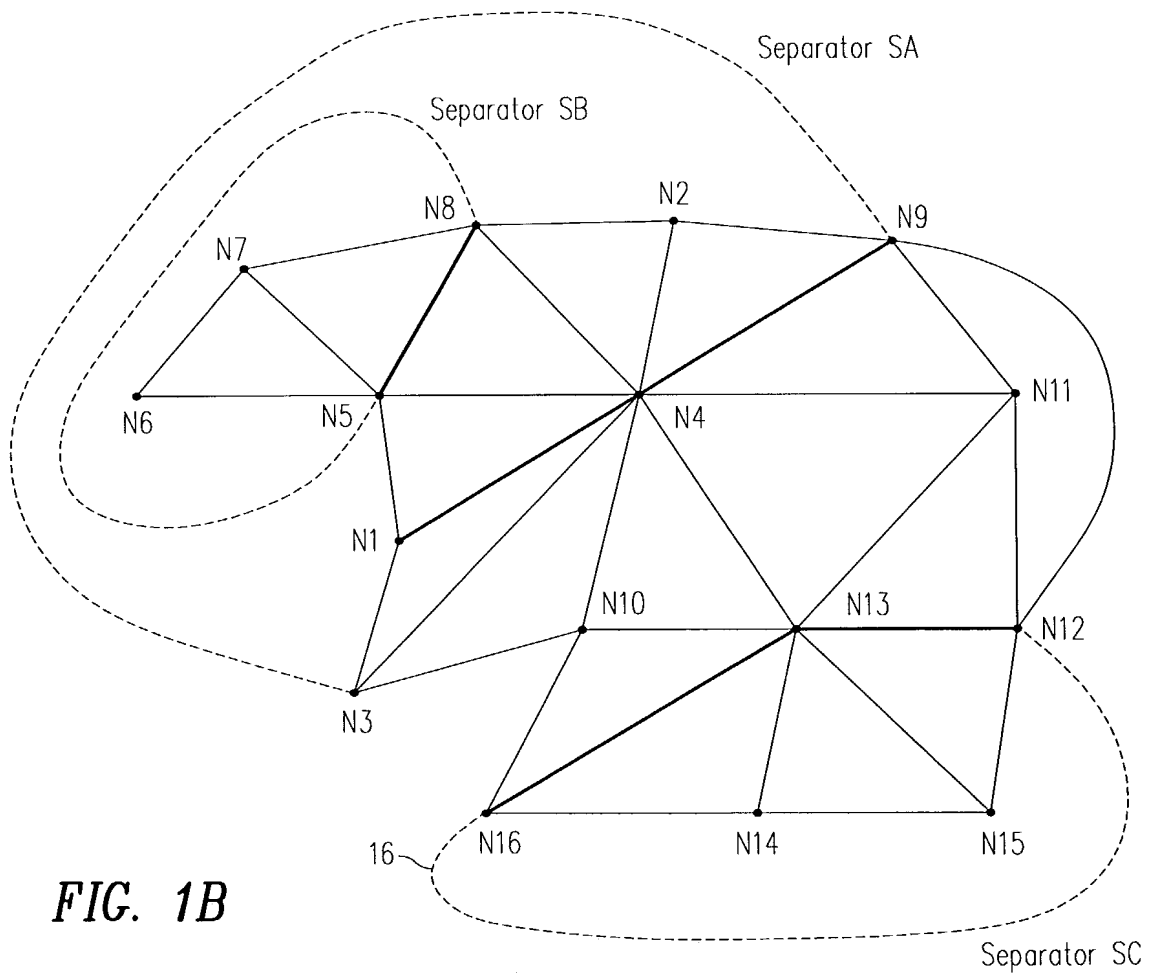 Separator SA
Separator SB
N8
N2
N9
N7
N6
N5
N4
N11
N1
N10
N13
N12
N3
16
N16
N14
N15
FIG. 1B
Separator SC